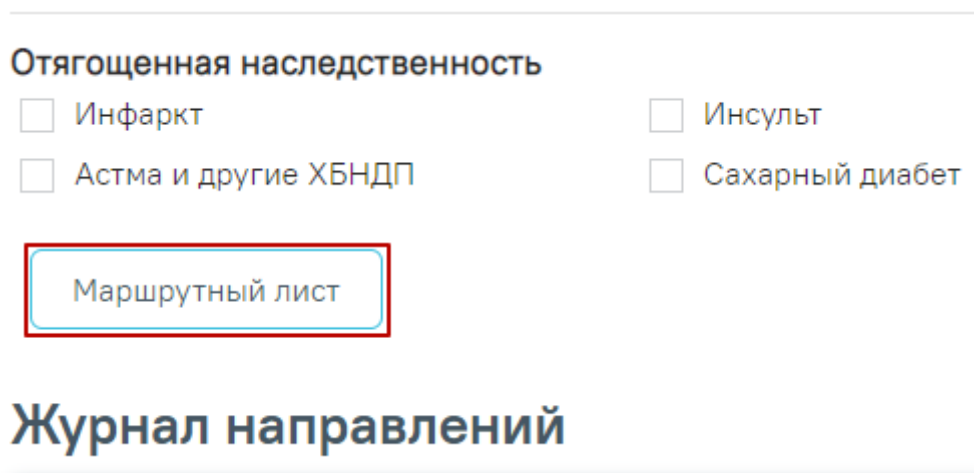 Отягощенная наследственность
Инфаркт
Инсульт
Астма и другие ХБНДП
Сахарный диабет
Маршрутный лист
Журнал направлений